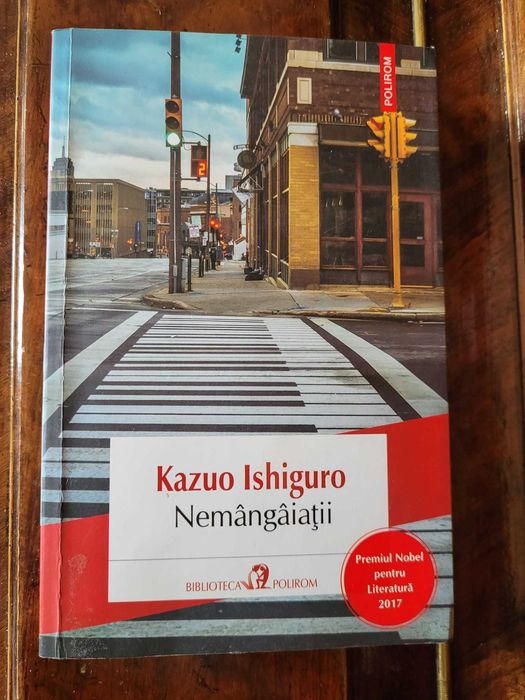 POLIROM
2
Kazuo Ishiguro
Nemângâiaţii
BIBLIOTECA POLIROM
Premiul Nobel
pentru
Literatură
2017